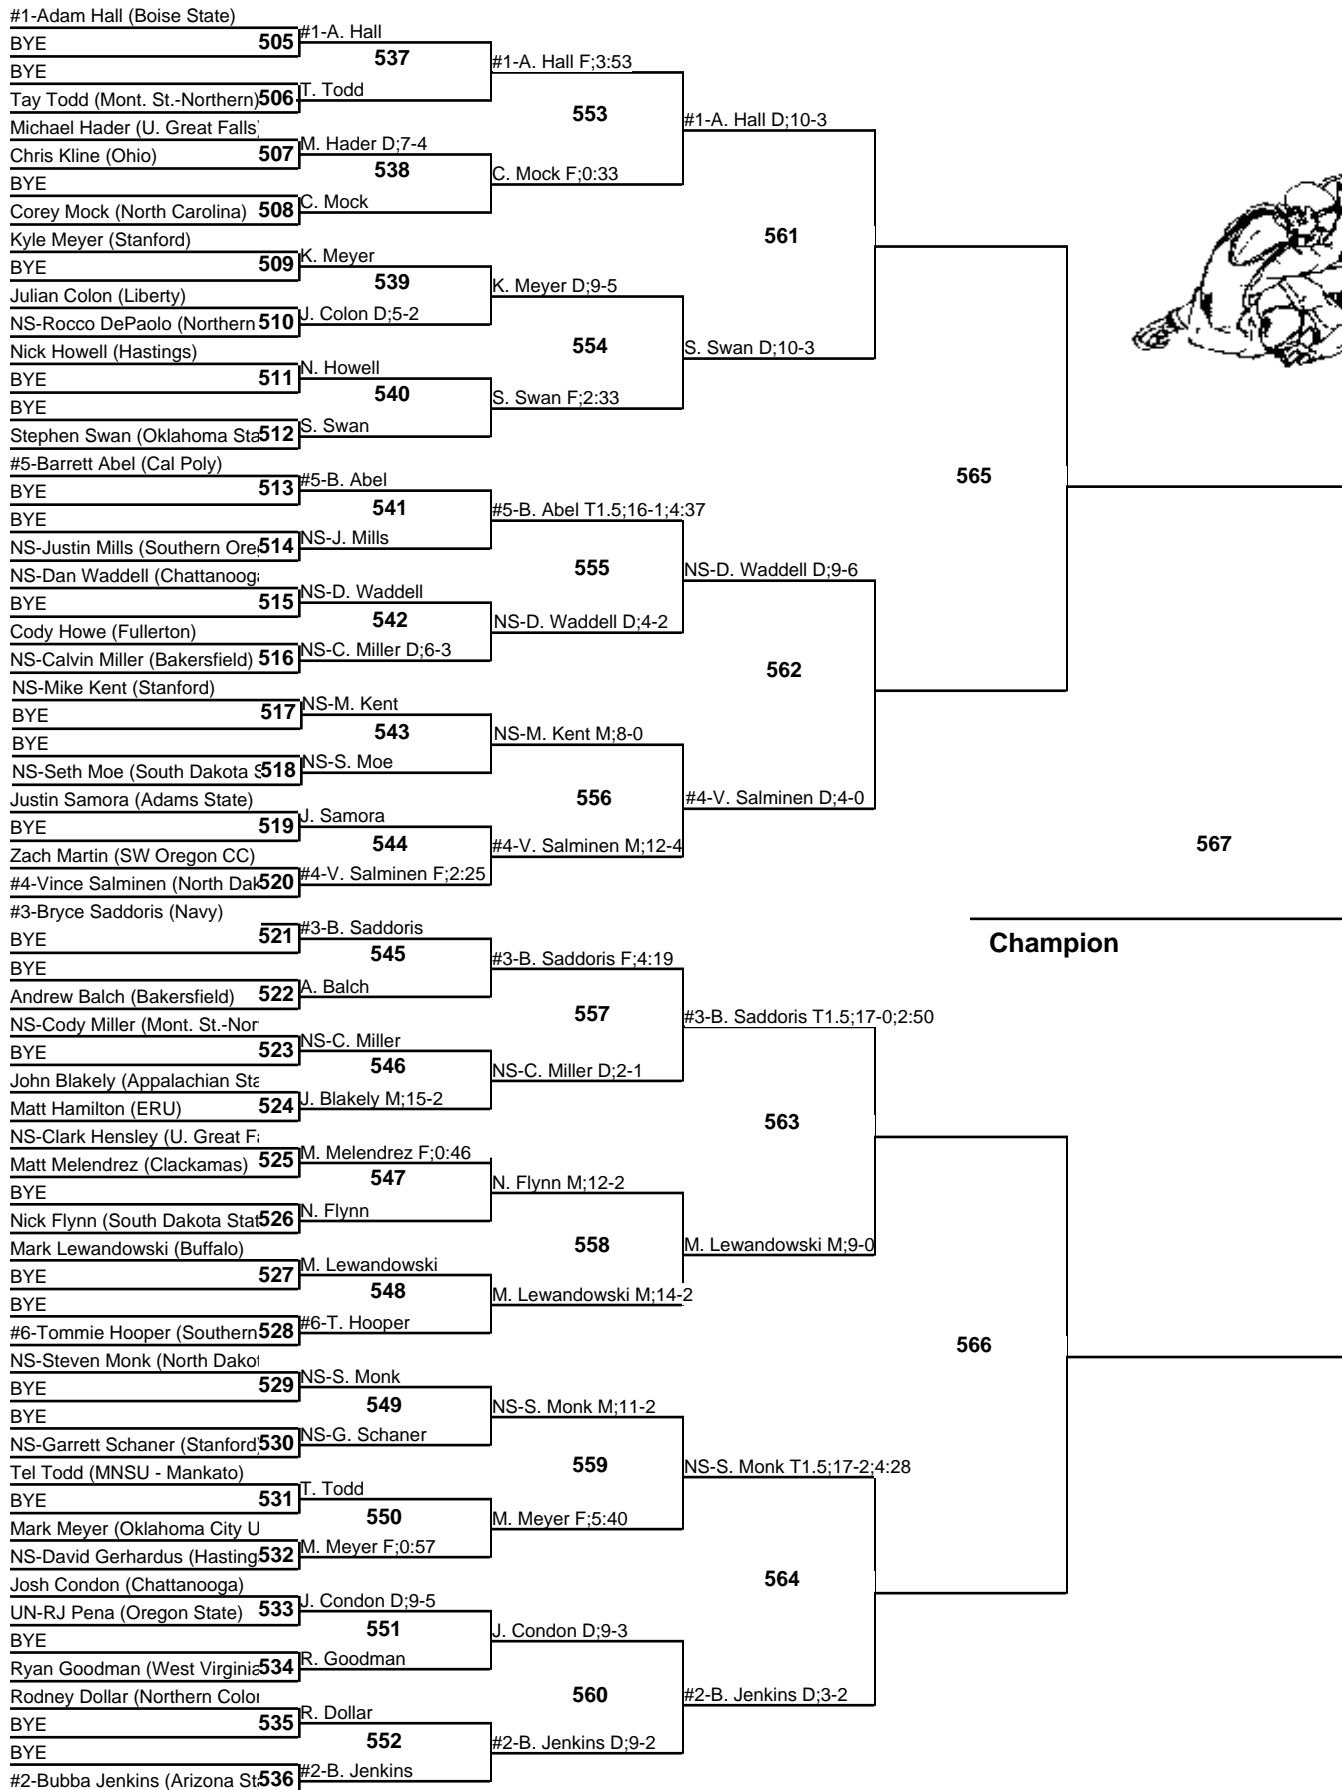 #1-Adam Hall (Boise State)
BYE 505
BYE
Tay Todd (Mont. St.-Northern) 506
Michael Hader (U. Great Falls)
Chris Kline (Ohio) 507
BYE
Corey Mock (North Carolina) 508
Kyle Meyer (Stanford)
BYE 509
Julian Colon (Liberty)
NS-Rocco DePaolo (Northern 510
Nick Howell (Hastings)
BYE 511
BYE
Stephen Swan (Oklahoma Sta 512
#5-Barrett Abel (Cal Poly)
BYE 513
BYE
NS-Justin Mills (Southern Ore 514
NS-Dan Waddell (Chattanooga
BYE 515
Cody Howe (Fullerton)
NS-Calvin Miller (Bakersfield) 516
NS-Mike Kent (Stanford)
BYE 517
BYE
NS-Seth Moe (South Dakota S 518
Justin Samora (Adams State)
BYE 519
Zach Martin (SW Oregon CC)
#4-Vince Salminen (North Dak 520
#3-Bryce Saddoris (Navy)
BYE 521
BYE
Andrew Balch (Bakersfield) 522
NS-Cody Miller (Mont. St.-Nor
BYE 523
John Blakely (Appalachian Sta
Matt Hamilton (ERU) 524
NS-Clark Hensley (U. Great Fa
Matt Melendrez (Clackamas) 525
BYE
Nick Flynn (South Dakota Stat 526
Mark Lewandowski (Buffalo)
BYE 527
BYE
#6-Tommie Hooper (Southern 528
NS-Steven Monk (North Dakot
BYE 529
BYE
NS-Garrett Schaner (Stanford) 530
Tel Todd (MNSU - Mankato)
BYE 531
Mark Meyer (Oklahoma City U
NS-David Gerhardus (Hasting 532
Josh Condon (Chattanooga)
UN-RJ Pena (Oregon State) 533
BYE
Ryan Goodman (West Virginia 534
Rodney Dollar (Northern Color
BYE 535
BYE
#2-Bubba Jenkins (Arizona St 536
#1-A. Hall
537
T. Todd
M. Hader D;7-4
538
C. Mock
K. Meyer
539
J. Colon D;5-2
N. Howell
540
S. Swan
#5-B. Abel
541
NS-J. Mills
NS-D. Waddell
542
NS-C. Miller D;6-3
NS-M. Kent
543
NS-S. Moe
J. Samora
544
#4-V. Salminen F;2:25
#3-B. Saddoris
545
A. Balch
NS-C. Miller
546
J. Blakely M;15-2
M. Melendrez F;0:46
547
N. Flynn
M. Lewandowski
548
#6-T. Hooper
NS-S. Monk
549
NS-G. Schaner
T. Todd
550
M. Meyer F;0:57
J. Condon D;9-5
551
R. Goodman
R. Dollar
552
#2-B. Jenkins
#1-A. Hall F;3:53
553
C. Mock F;0:33
K. Meyer D;9-5
554
S. Swan F;2:33
#5-B. Abel T1.5;16-1;4:37
555
NS-D. Waddell D;4-2
NS-M. Kent M;8-0
556
#4-V. Salminen M;12-4
#3-B. Saddoris F;4:19
557
NS-C. Miller D;2-1
N. Flynn M;12-2
558
M. Lewandowski M;14-2
NS-S. Monk M;11-2
559
M. Meyer F;5:40
J. Condon D;9-3
560
#2-B. Jenkins D;9-2
#1-A. Hall D;10-3
561
S. Swan D;10-3
NS-D. Waddell D;9-6
562
#4-V. Salminen D;4-0
#3-B. Saddoris T1.5;17-0;2:50
563
M. Lewandowski M;9-0
NS-S. Monk T1.5;17-2;4:28
564
#2-B. Jenkins D;3-2
565
566
567
Champion